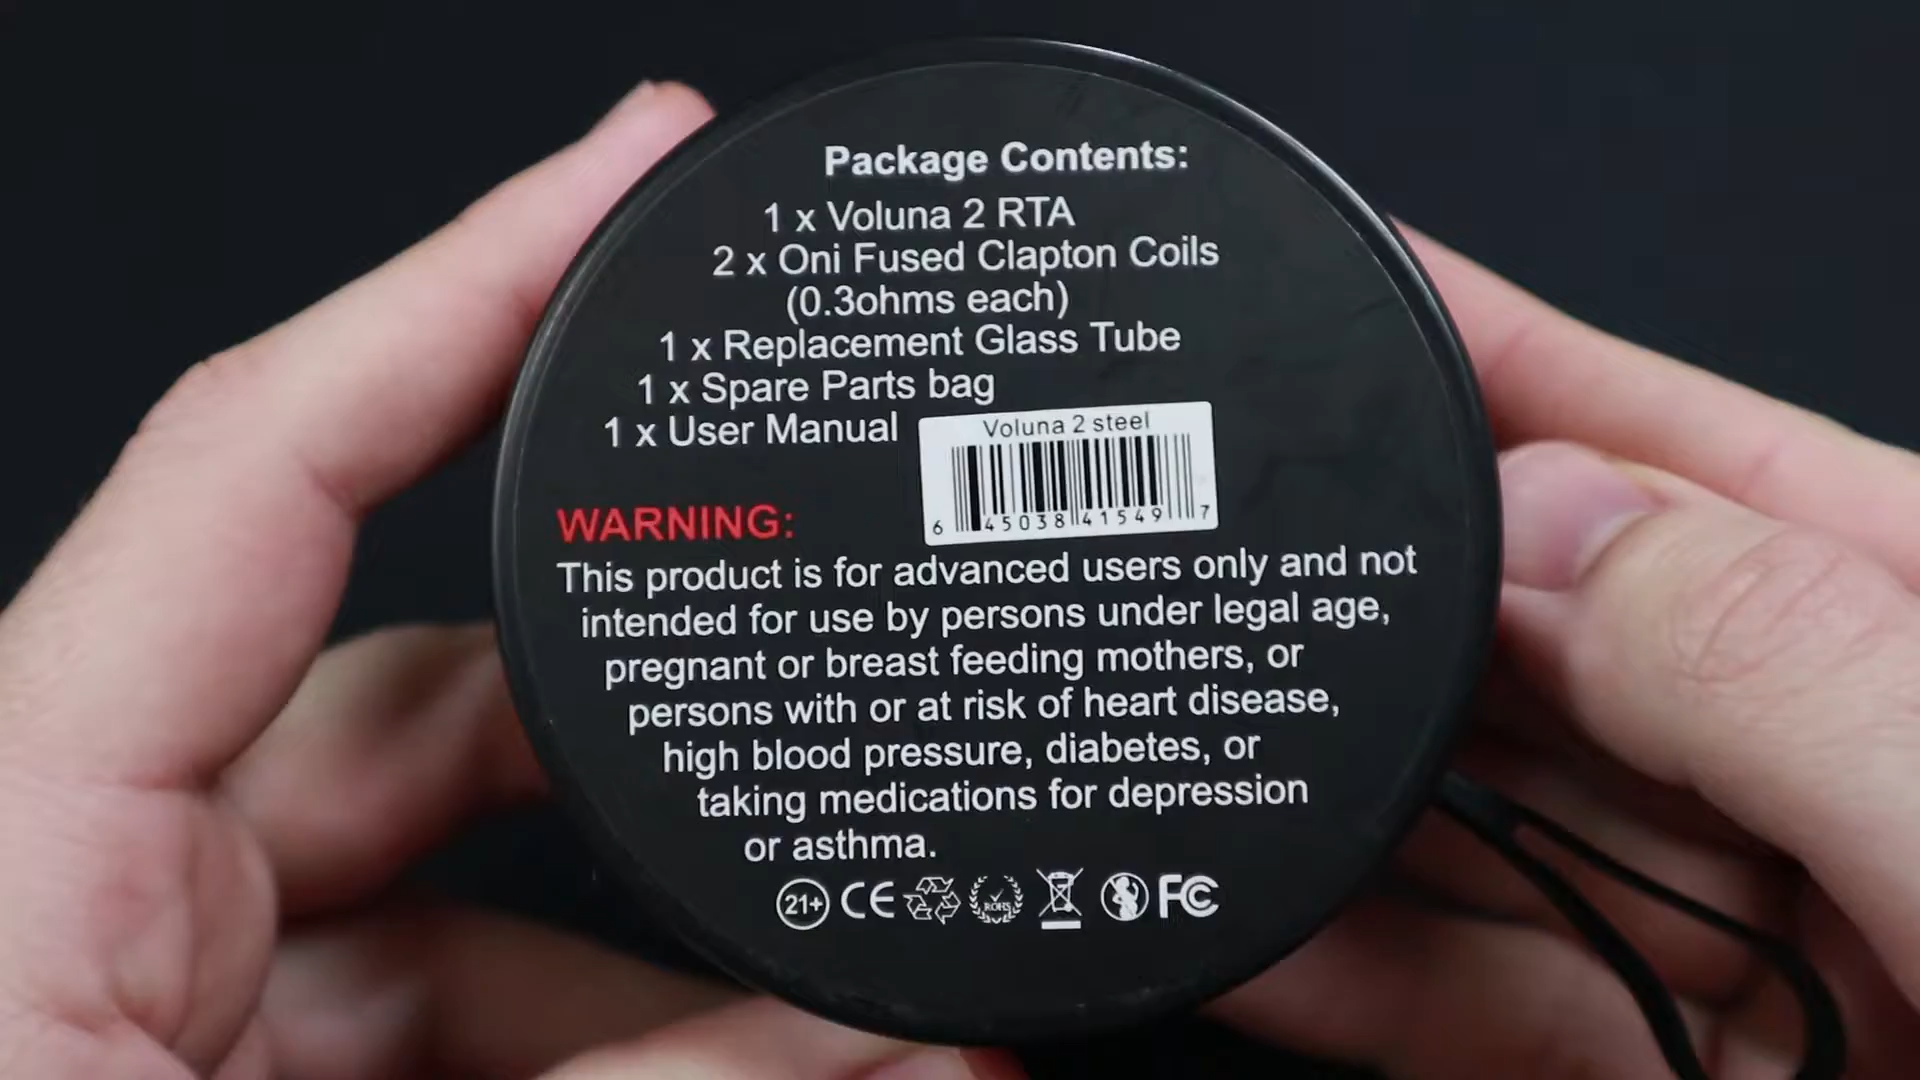 Package Contents:
1 x Voluna 2 RTA
2 x Oni Fused Clapton Coils
(0.3ohms each)
1 x Replacement Glass Tube
1 x Spare Parts bag
1 x User Manual
Voluna 2 steel
6 45038 41549 7
WARNING:
This product is for advanced users only and not
intended for use by persons under legal age,
pregnant or breast feeding mothers, or
persons with or at risk of heart disease,
high blood pressure, diabetes, or
taking medications for depression
or asthma.
21+ CE ROHS FC